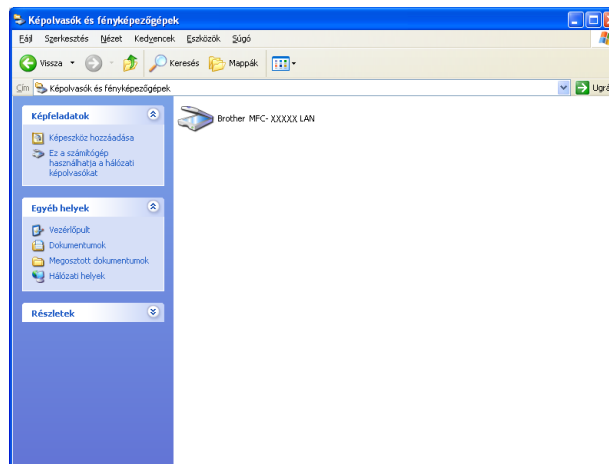 Képolvasók és fényképezőgépek
Fájl Szerkesztés Nézet Kedvencek Eszközök Súgó
Vissza Keresés Mappák
Cím Képolvasók és fényképezőgépek Ugrá
Képfeladatok
Képeszköz hozzáadása
Ez a számítógép
használhatja a hálózati
képolvasókat
Egyéb helyek
Vezérlőpult
Dokumentumok
Megosztott dokumentumok
Hálózati helyek
Részletek
Brother MFC- XXXXX LAN